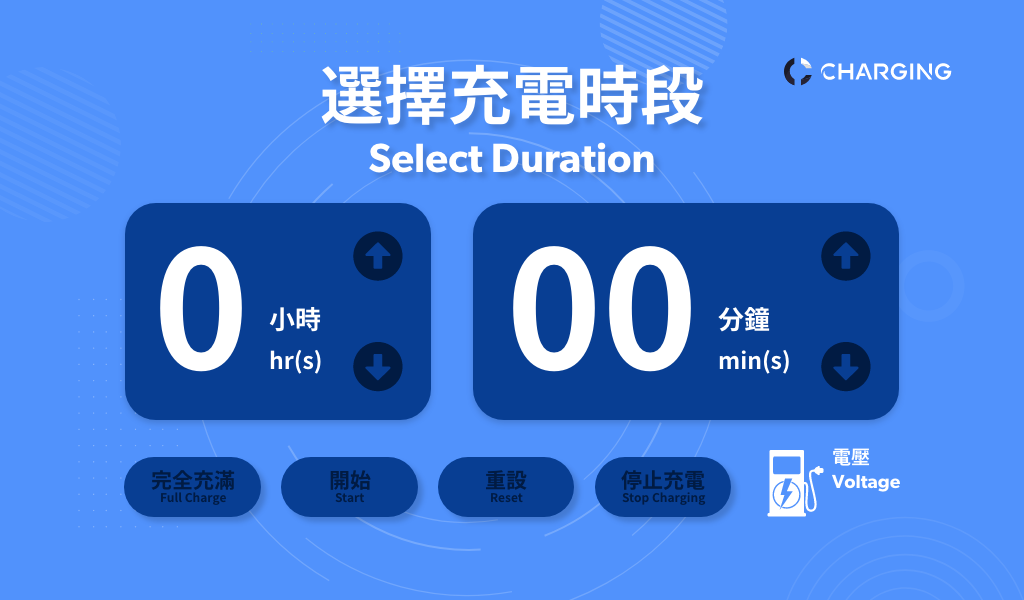 選擇充電時段
CHARGING
Select Duration
0
小時
hr(s)
00
分鐘
min(s)
完全充滿
Full Charge
開始
Start
重設
Reset
停止充電
Stop Charging
電壓
Voltage